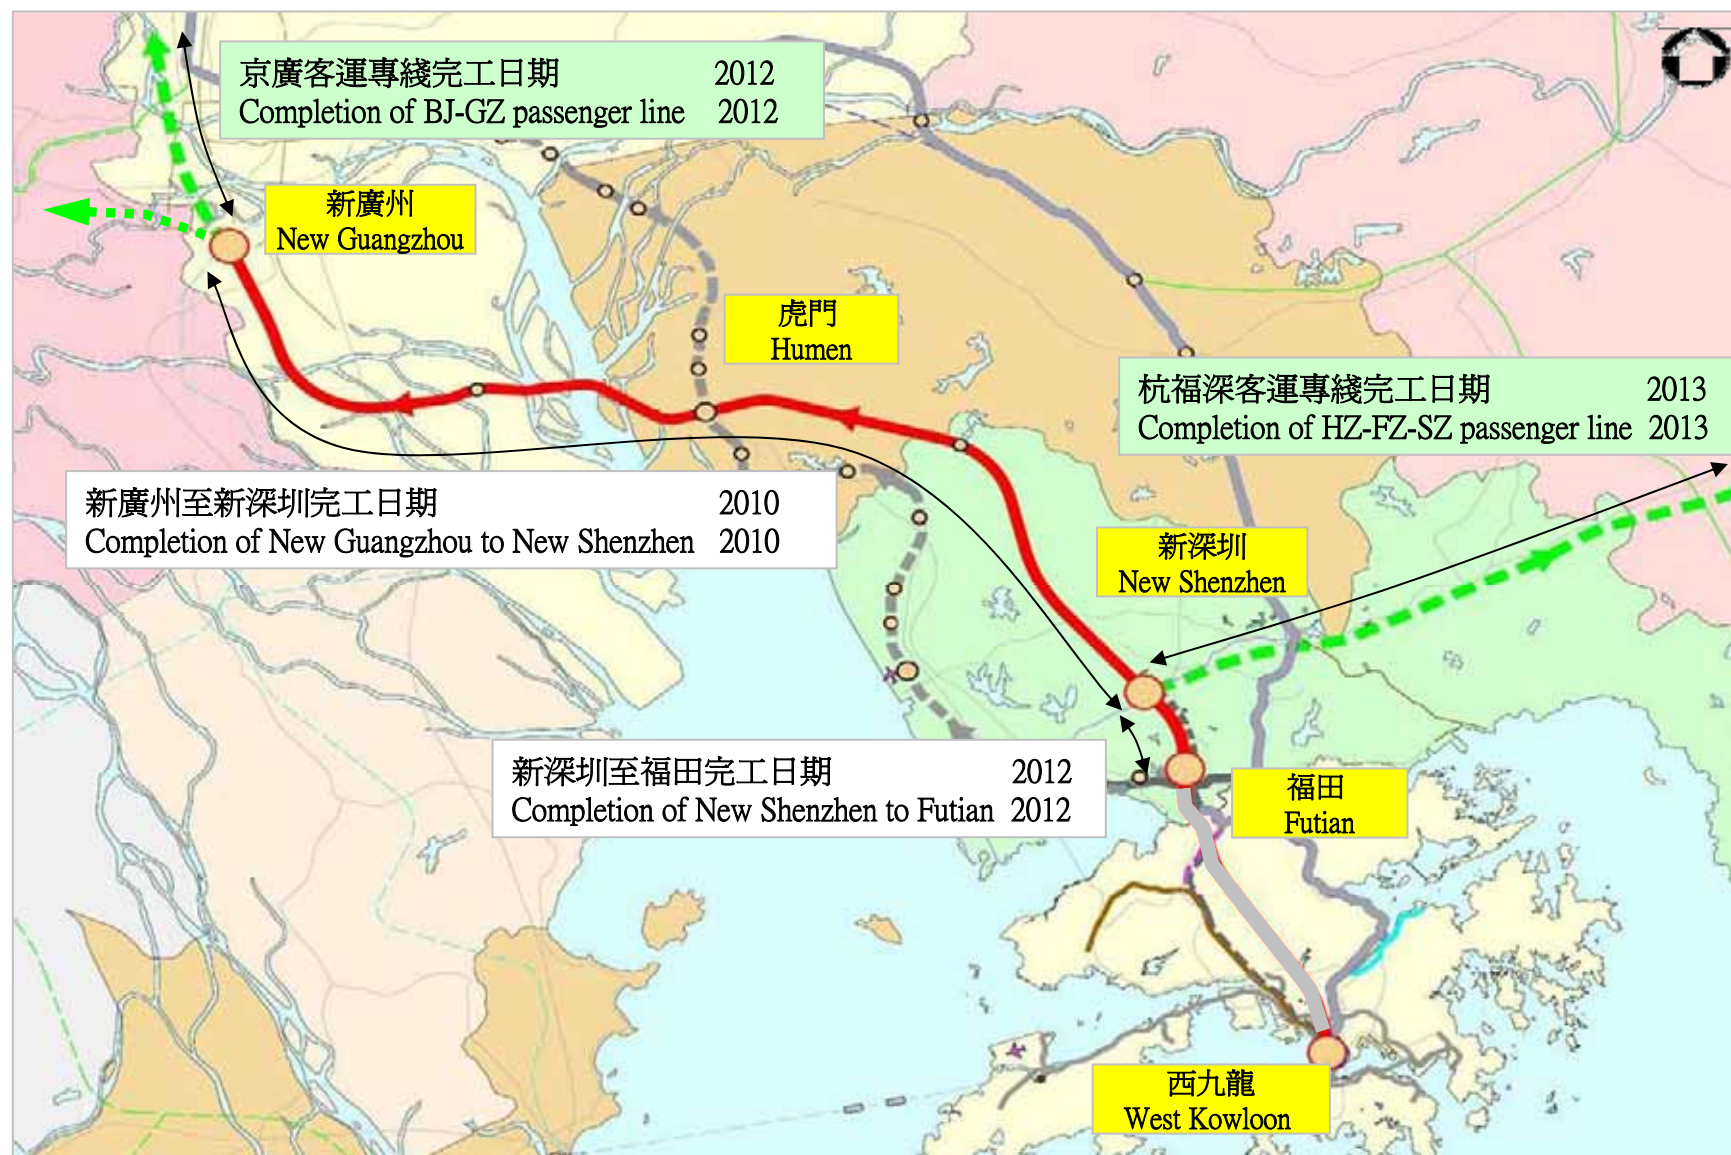 京廣客運專綫完工日期 2012
Completion of BJ-GZ passenger line 2012
新廣州
New Guangzhou
虎門
Humen
杭福深客運專綫完工日期 2013
Completion of HZ-FZ-SZ passenger line 2013
新廣州至新深圳完工日期 2010
Completion of New Guangzhou to New Shenzhen 2010
新深圳
New Shenzhen
新深圳至福田完工日期 2012
Completion of New Shenzhen to Futian 2012
福田
Futian
西九龍
West Kowloon